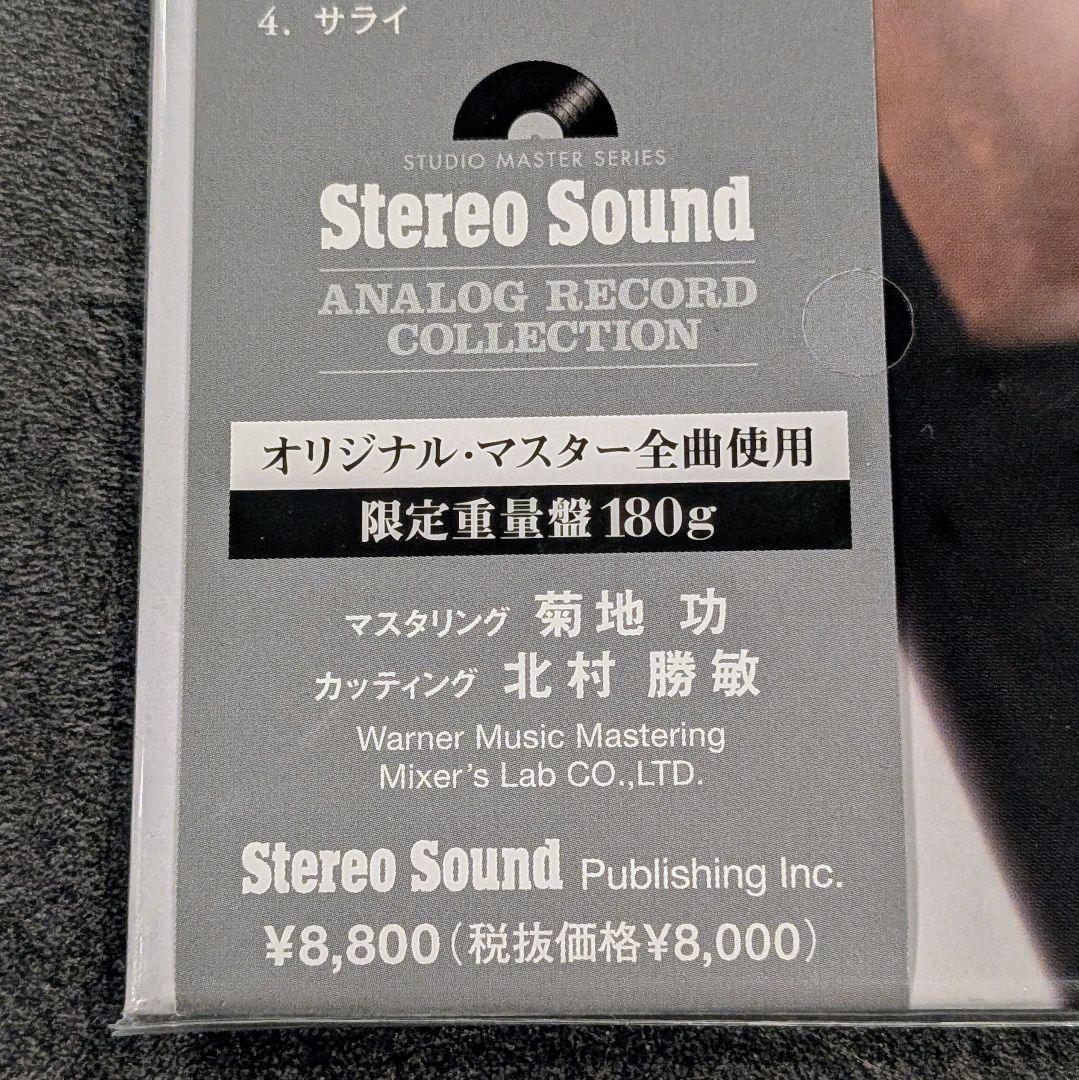 4. サライ
STUDIO MASTER SERIES
Stereo Sound
ANALOG RECORD
COLLECTION
オリジナル・マスター全曲使用
限定重量盤180g
マスタリング 菊地 功
カッティング 北村 勝敏
Warner Music Mastering
Mixer's Lab CO.,LTD.
Stereo Sound Publishing Inc.
¥8,800(税抜価格¥8,000)